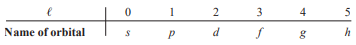 ℓ 0 1 2 3 4 5
Name of orbital s p d f g h